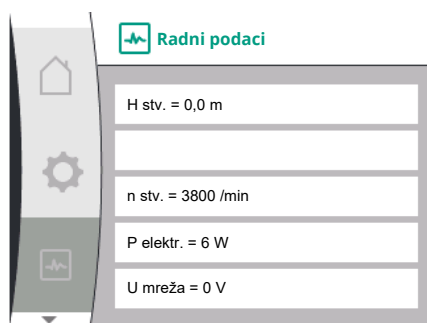 Radni podaci
H stv. = 0,0 m
n stv. = 3800 /min
P elektr. = 6 W
U mreža = 0 V